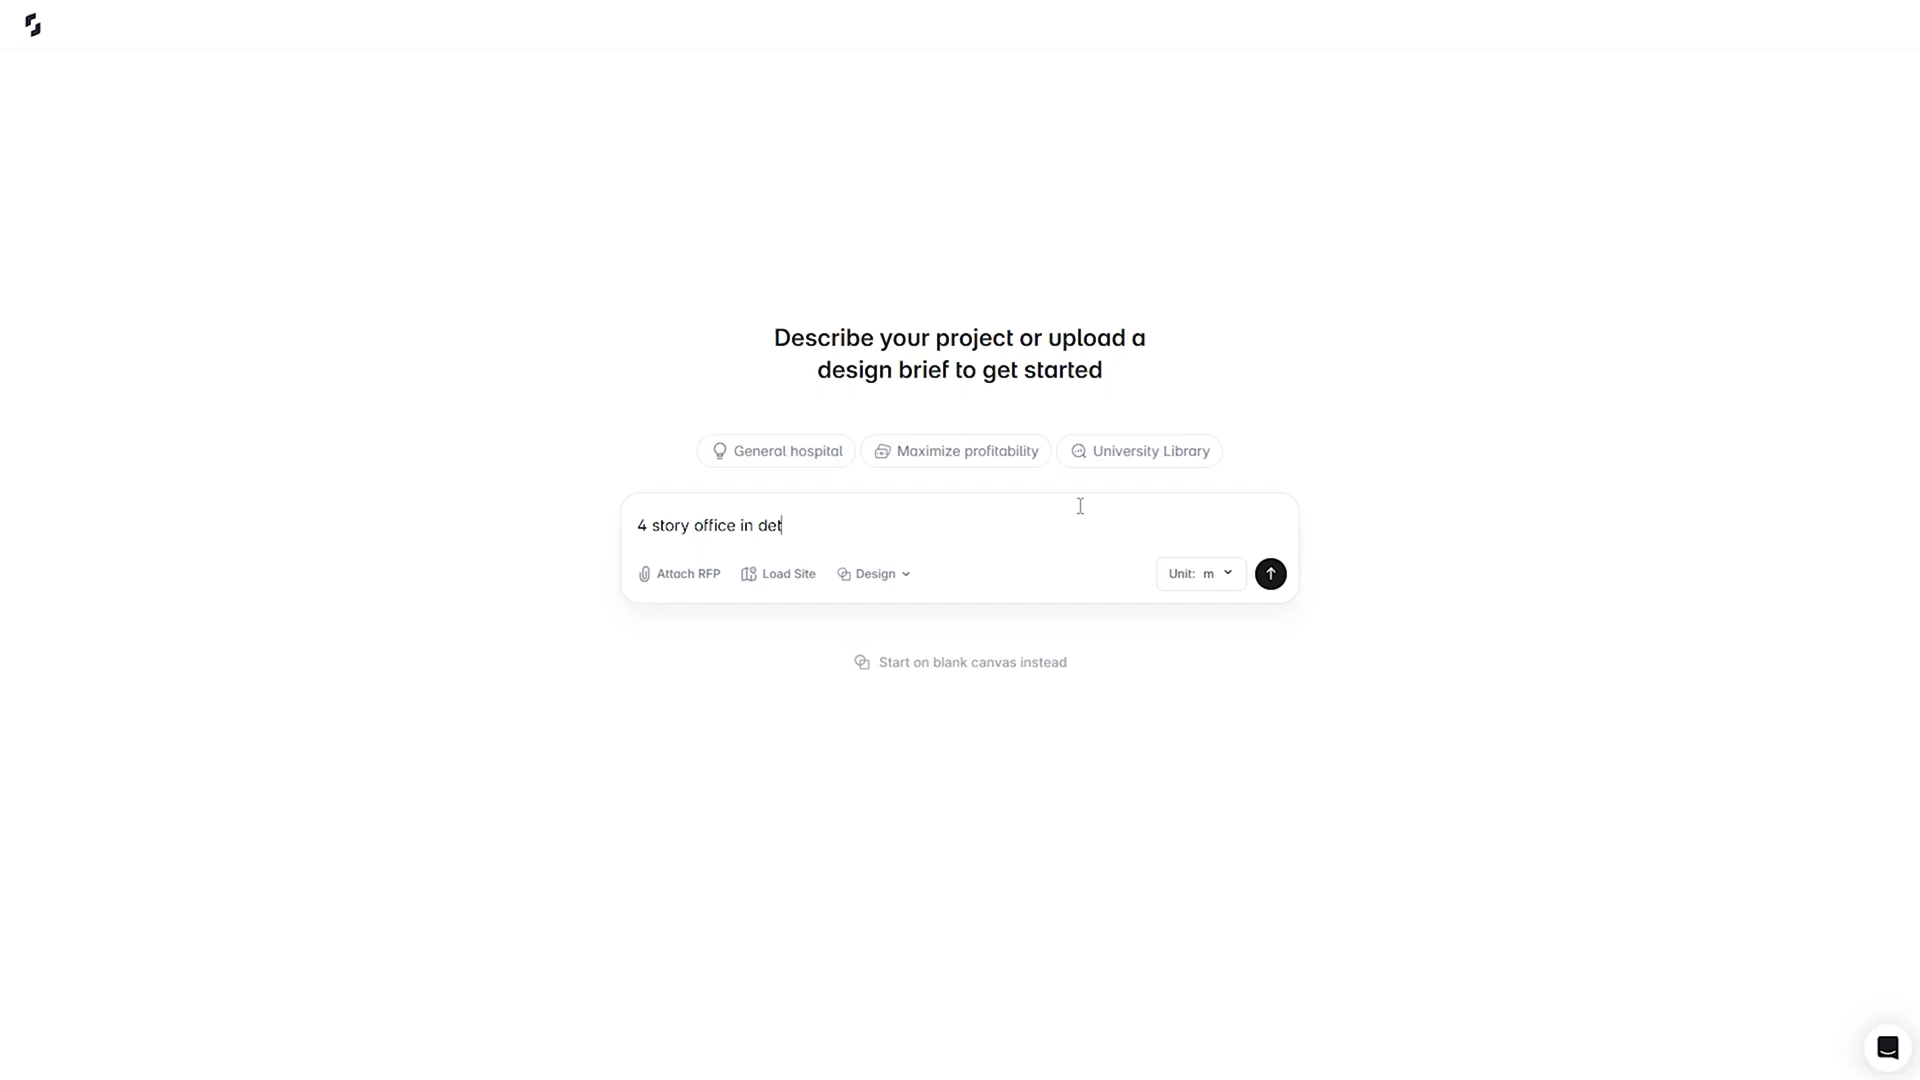 Describe your project or upload a
design brief to get started
General hospital
Maximize profitability
University Library
4 story office in det
Attach RFP
Load Site
Design
Unit: m
Start on blank canvas instead